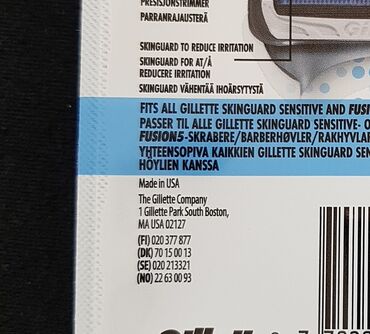 PRESISJONSTRIMMER
PARRANRAJAUSTERÄ
SKINGUARD TO REDUCE IRRITATION
SKINGUARD FOR AT/Å
REDUCERE IRRITATION
SKINGUARD VÄHENTÄÄ IHOÄRSYTYSTÄ
FITS ALL GILLETTE SKINGUARD SENSITIVE AND
PASSER TIL ALLE GILLETTE SKINGUARD SENSITIVE-
FUSION5-SKRABERE/BARBERHØVLER/
YHTEENSOPIVA KAIKKIEN GILLETTE SKINGUARD
HÖYLIEN KANSSA
Made in USA
The Gillette Company
1 Gillette Park South Boston,
MA USA 02127
(FI) 020 377 877
(DK) 70 15 00 13
(SE) 020 213321
(NO) 22 63 00 93